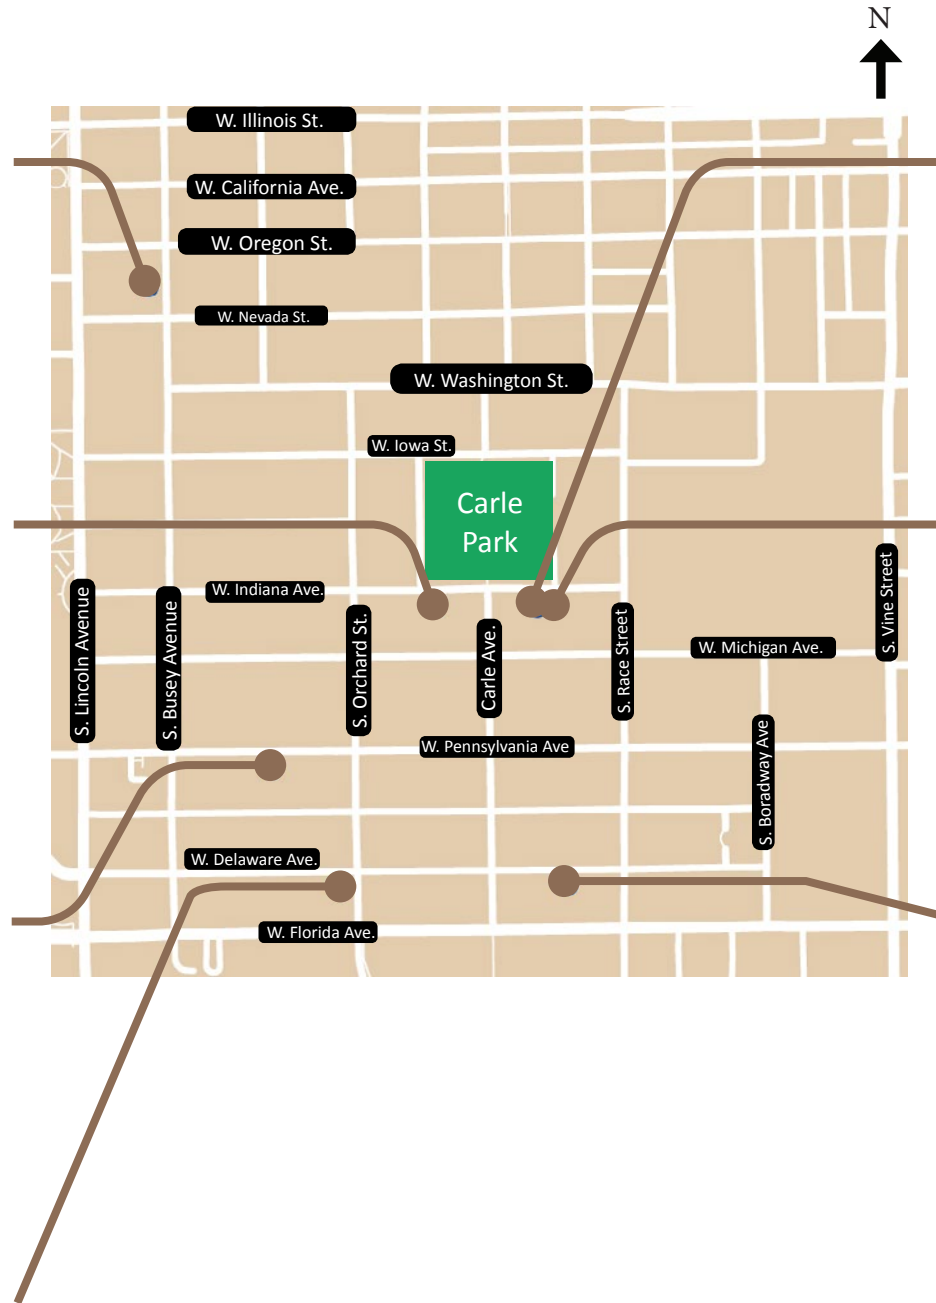 N
W. Illinois St.
W. California Ave.
W. Oregon St.
W. Nevada St.
W. Washington St.
W. Iowa St.
Carle
Park
W. Indiana Ave.
S. Lincoln Avenue
S. Busey Avenue
S. Orchard St.
Carle Ave.
S. Race Street
S. Vine Street
W. Michigan Ave.
W. Pennsylvania Ave
S. Boradway Ave
W. Delaware Ave.
W. Florida Ave.